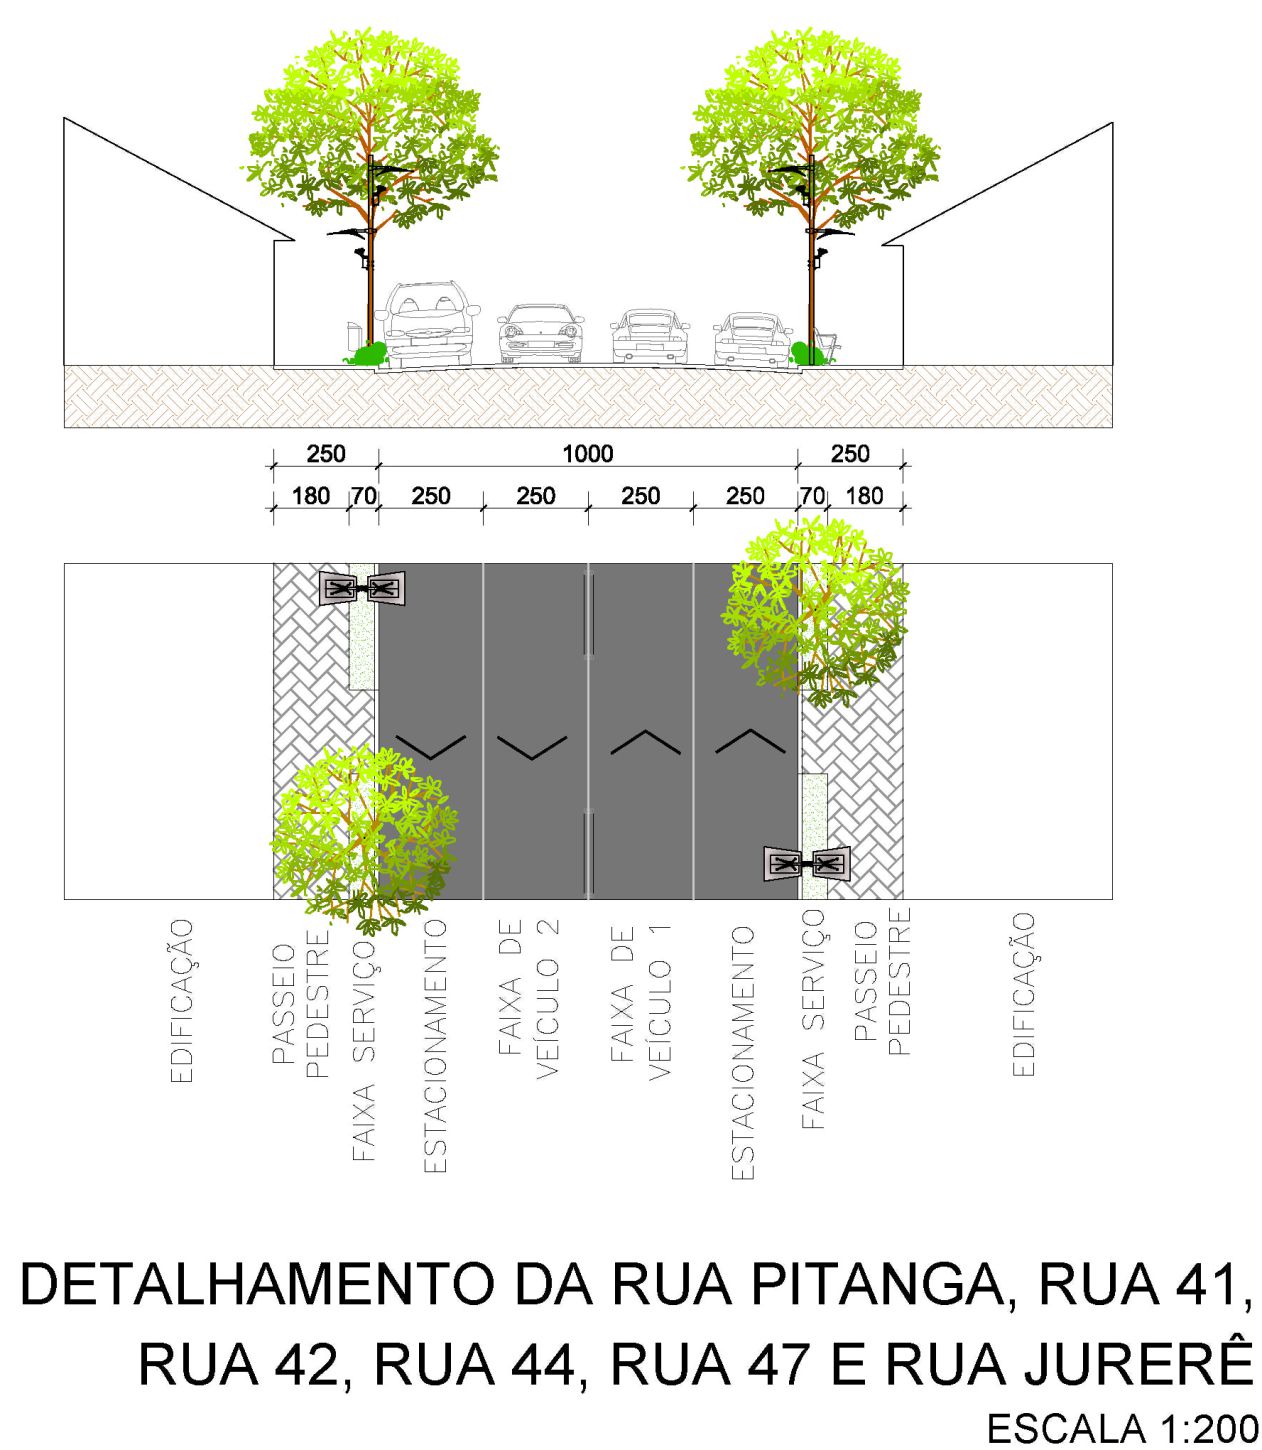 250 1000 250
180 70 250 250 250 250 70 180
EDIFICAÇÃO
PASSEIO
PEDESTRE
FAIXA SERVIÇO
ESTACIONAMENTO
FAIXA DE
VEÍCULO 2
FAIXA DE
VEÍCULO 1
ESTACIONAMENTO
FAIXA SERVIÇO
PASSEIO
PEDESTRE
EDIFICAÇÃO
DETALHAMENTO DA RUA PITANGA, RUA 41,
RUA 42, RUA 44, RUA 47 E RUA JURERÊ
ESCALA 1:200